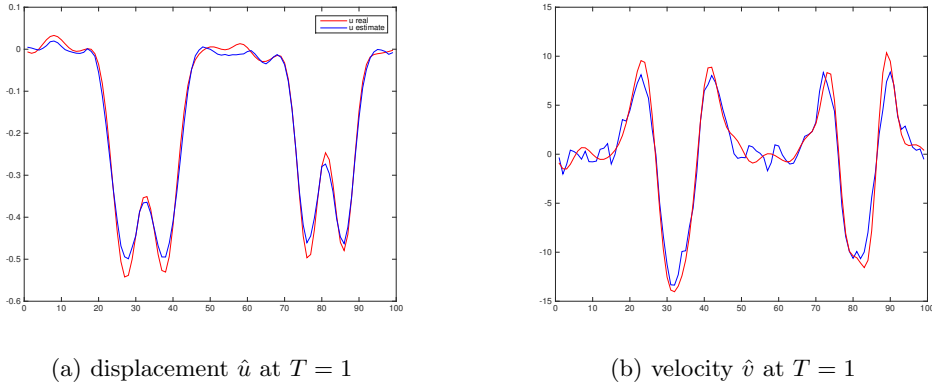 0.1
0
-0.1
-0.2
-0.3
-0.4
-0.5
-0.6
0 10 20 30 40 50 60 70 80 90 100
u real
u estimate
15
10
5
0
-5
-10
-15
0 10 20 30 40 50 60 70 80 90 100
(a) displacement û at T = 1
(b) velocity v̂ at T = 1